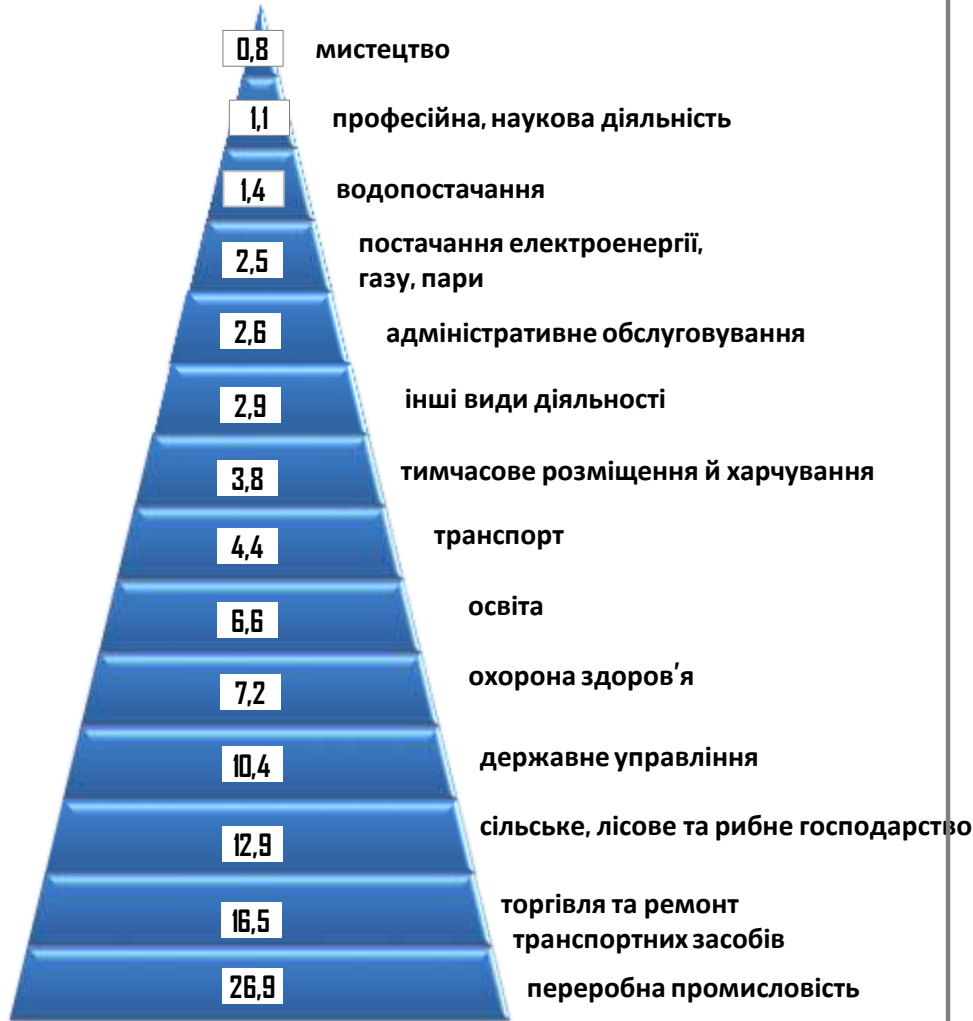 0,8 мистецтво
1,1 професійна, наукова діяльність
1,4 водопостачання
постачання електроенергії,
2,5
газу, пари
2,6 адміністративне обслуговування
2,9 інші види діяльності
3,8 тимчасове розміщення й харчування
4,4 транспорт
6,6 освіта
7,2 охорона здоров'я
10,4 державне управління
12,9 сільське, лісове та рибне господарство
16,5 торгівля та ремонт
транспортних засобів
26,9 переробна промисловість